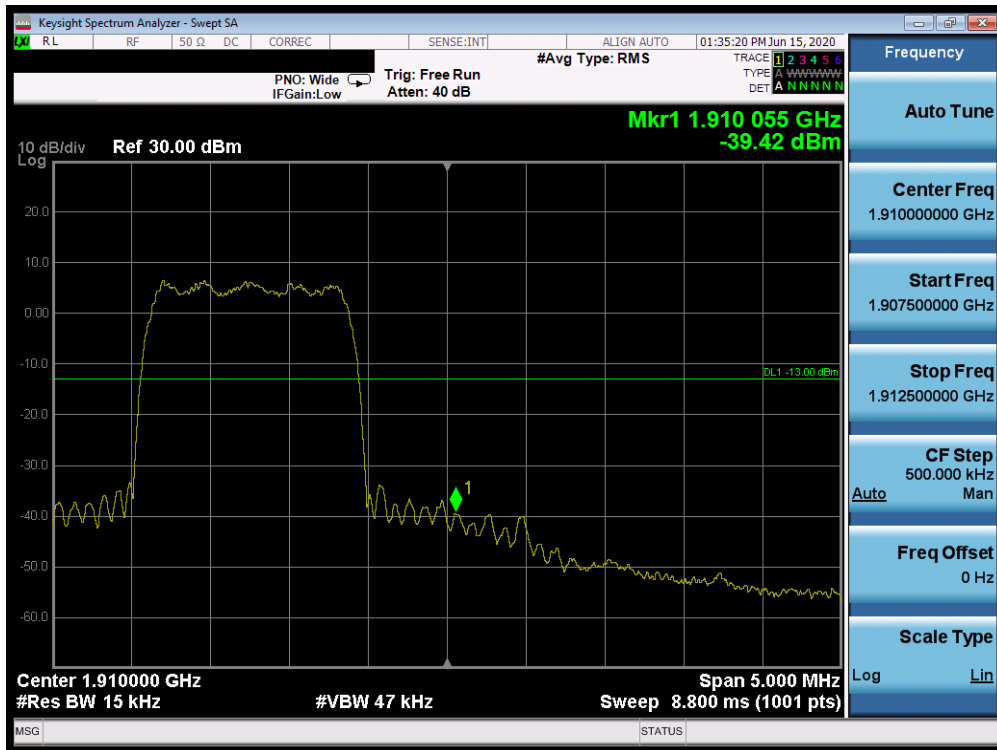 Keysight Spectrum Analyzer - Swept SA
LXI RL RF 50 Ω DC CORREC SENSE:INT ALIGN AUTO 01:35:20 PM Jun 15, 2020
PNO: Wide
IFGain:Low
Trig: Free Run
Atten: 40 dB
#Avg Type: RMS
TRACE 1 2 3 4 5 6
TYPE A WWWWW
DET A N N N N N
Mkr1 1.910 055 GHz
-39.42 dBm
10 dB/div
Log
Ref 30.00 dBm
20.0
10.0
0.00
-10.0
DL1 -13.00 dBm
-20.0
-30.0
1
-40.0
-50.0
-60.0
Center 1.910000 GHz Span 5.000 MHz
#Res BW 15 kHz #VBW 47 kHz Sweep 8.800 ms (1001 pts)
MSG STATUS
Frequency
Auto Tune
Center Freq
1.910000000 GHz
Start Freq
1.907500000 GHz
Stop Freq
1.912500000 GHz
CF Step
500.000 kHz
Auto Man
Freq Offset
0 Hz
Scale Type
Log Lin